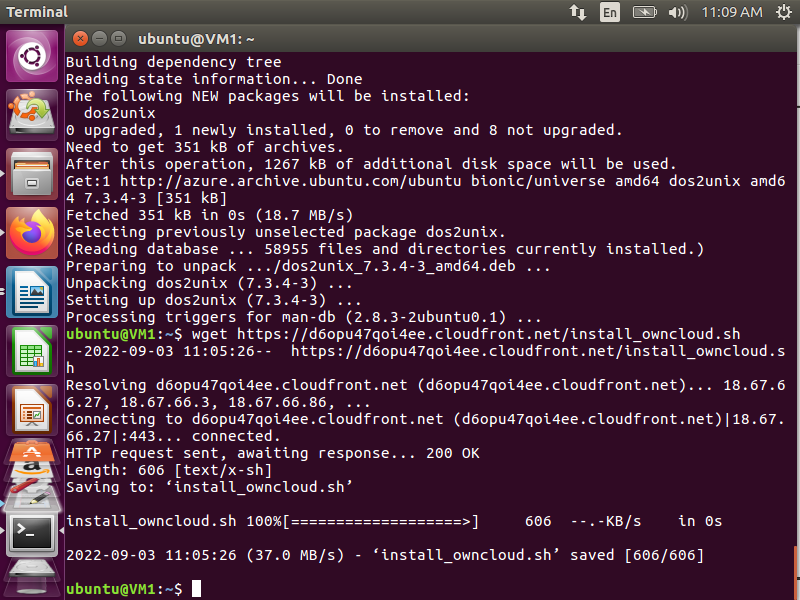 Terminal
En
11:09 AM
ubuntu@VM1: ~
Building dependency tree
Reading state information... Done
The following NEW packages will be installed:
  dos2unix
0 upgraded, 1 newly installed, 0 to remove and 8 not upgraded.
Need to get 351 kB of archives.
After this operation, 1267 kB of additional disk space will be used.
Get:1 http://azure.archive.ubuntu.com/ubuntu bionic/universe amd64 dos2unix amd6
4 7.3.4-3 [351 kB]
Fetched 351 kB in 0s (18.7 MB/s)
Selecting previously unselected package dos2unix.
(Reading database ... 58955 files and directories currently installed.)
Preparing to unpack .../dos2unix_7.3.4-3_amd64.deb ...
Unpacking dos2unix (7.3.4-3) ...
Setting up dos2unix (7.3.4-3) ...
Processing triggers for man-db (2.8.3-2ubuntu0.1) ...
ubuntu@VM1:~$ wget https://d6opu47qoi4ee.cloudfront.net/install_owncloud.sh
--2022-09-03 11:05:26--  https://d6opu47qoi4ee.cloudfront.net/install_owncloud.s
h
Resolving d6opu47qoi4ee.cloudfront.net (d6opu47qoi4ee.cloudfront.net)... 18.67.6
6.27, 18.67.66.3, 18.67.66.86, ...
Connecting to d6opu47qoi4ee.cloudfront.net (d6opu47qoi4ee.cloudfront.net)|18.67.
66.27|:443... connected.
HTTP request sent, awaiting response... 200 OK
Length: 606 [text/x-sh]
Saving to: ‘install_owncloud.sh’
install_owncloud.sh 100%[===================>]     606  --.-KB/s    in 0s
2022-09-03 11:05:26 (37.0 MB/s) - ‘install_owncloud.sh’ saved [606/606]
ubuntu@VM1:~$